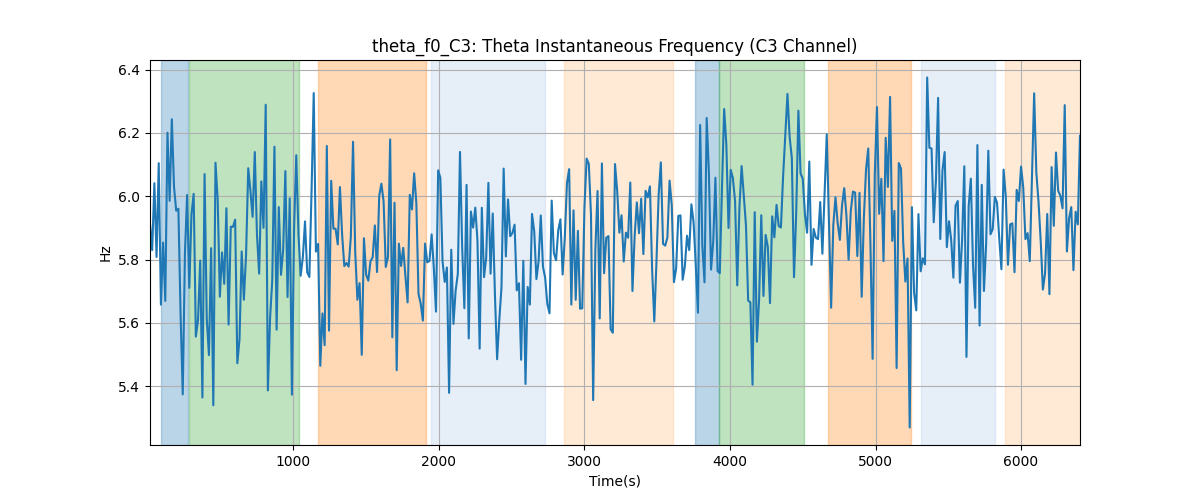 theta_f0_C3: Theta Instantaneous Frequency (C3 Channel)
6.4
6.2
6.0
5.8
5.6
5.4
Hz
1000 2000 3000 4000 5000 6000
Time(s)